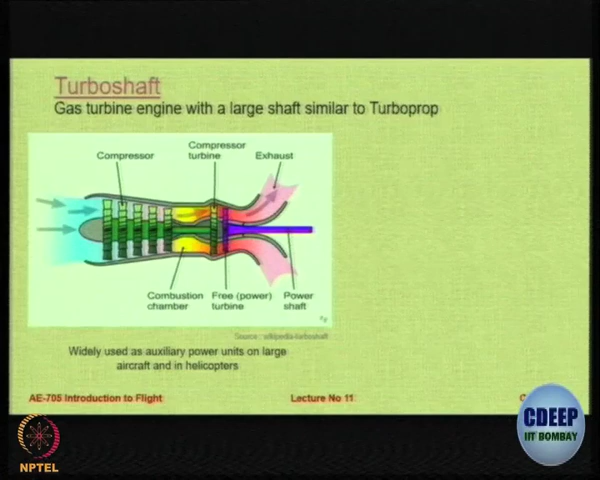 Turboshaft
Gas turbine engine with a large shaft similar to Turboprop
Compressor
Compressor
turbine
Exhaust
Combustion
chamber
Free (power)
turbine
Power
shaft
Source : wikipedia-turboshaft
Widely used as auxiliary power units on large
aircraft and in helicopters
AE-705 Introduction to Flight
Lecture No 11
C
CDEEP
IIT BOMBAY
NPTEL